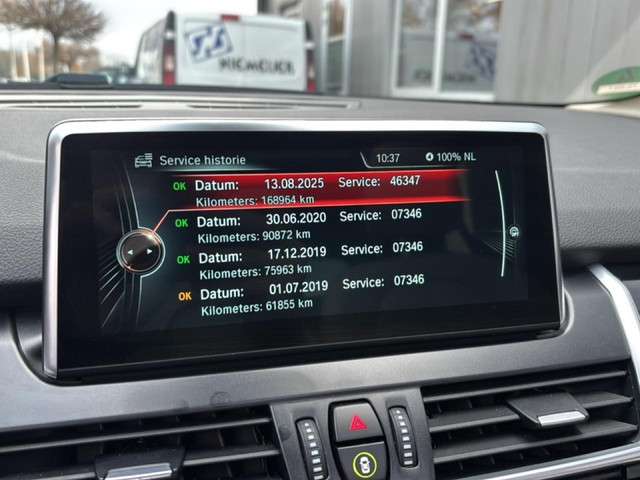 Service historie
10:37
100% NL
OK Datum: 13.08.2025 Service: 46347
Kilometers: 168964 km
OK Datum: 30.06.2020 Service: 07346
Kilometers: 90872 km
OK Datum: 17.12.2019 Service: 07346
Kilometers: 75963 km
OK Datum: 01.07.2019 Service: 07346
Kilometers: 61855 km